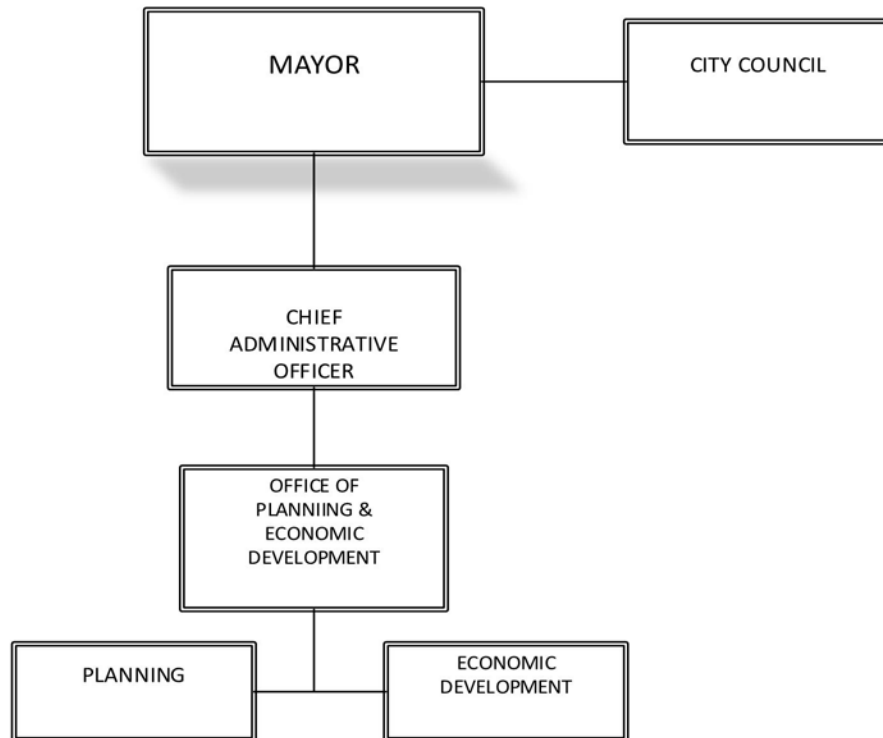 MAYOR
CITY COUNCIL
CHIEF
ADMINISTRATIVE
OFFICER
OFFICE OF
PLANNIING &
ECONOMIC
DEVELOPMENT
PLANNING
ECONOMIC
DEVELOPMENT